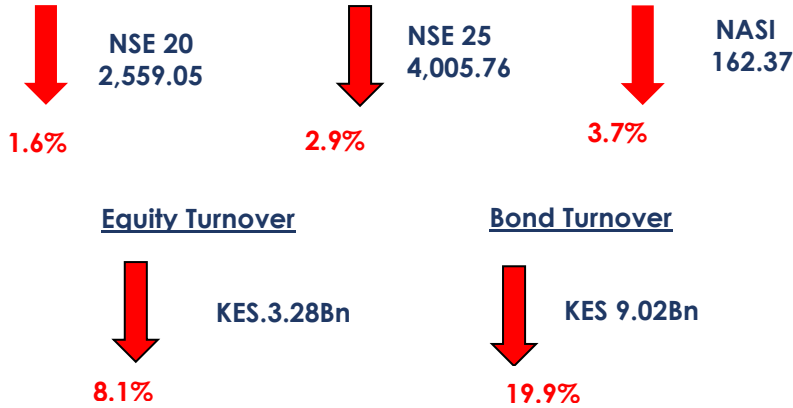 NSE 20
2,559.05
1.6%
NSE 25
4,005.76
2.9%
NASI
162.37
3.7%
Equity Turnover
KES.3.28Bn
8.1%
Bond Turnover
KES 9.02Bn
19.9%